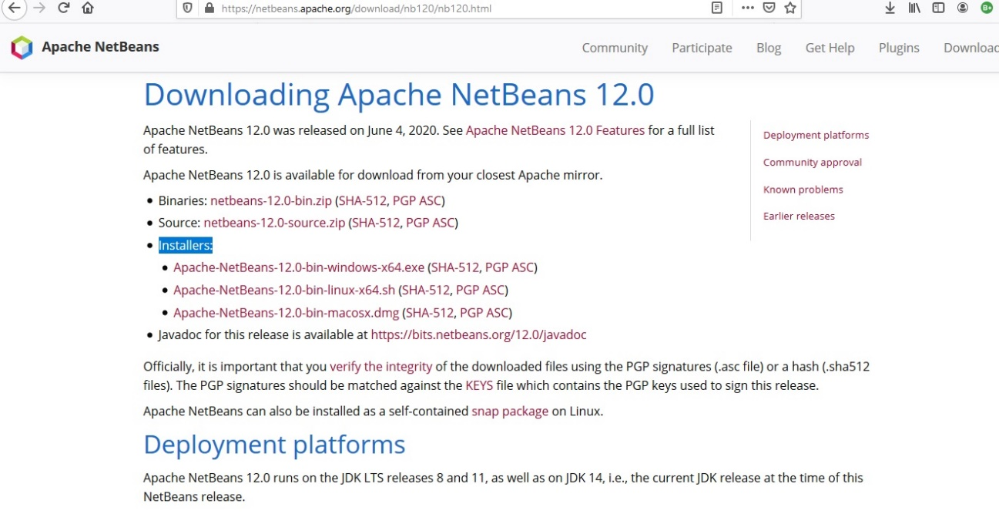 https://netbeans.apache.org/download/nb120/nb120.html
Apache NetBeans
Community Participate Blog Get Help Plugins Download
Downloading Apache NetBeans 12.0
Apache NetBeans 12.0 was released on June 4, 2020. See Apache NetBeans 12.0 Features for a full list
of features.
Apache NetBeans 12.0 is available for download from your closest Apache mirror.
• Binaries: netbeans-12.0-bin.zip (SHA-512, PGP ASC)
• Source: netbeans-12.0-source.zip (SHA-512, PGP ASC)
• Installers:
• Apache-NetBeans-12.0-bin-windows-x64.exe (SHA-512, PGP ASC)
• Apache-NetBeans-12.0-bin-linux-x64.sh (SHA-512, PGP ASC)
• Apache-NetBeans-12.0-bin-macosx.dmg (SHA-512, PGP ASC)
• Javadoc for this release is available at https://bits.netbeans.org/12.0/javadoc
Deployment platforms
Community approval
Known problems
Earlier releases
Officially, it is important that you verify the integrity of the downloaded files using the PGP signatures (.asc file) or a hash (.sha512
files). The PGP signatures should be matched against the KEYS file which contains the PGP keys used to sign this release.
Apache NetBeans can also be installed as a self-contained snap package on Linux.
Deployment platforms
Apache NetBeans 12.0 runs on the JDK LTS releases 8 and 11, as well as on JDK 14, i.e., the current JDK release at the time of this
NetBeans release.